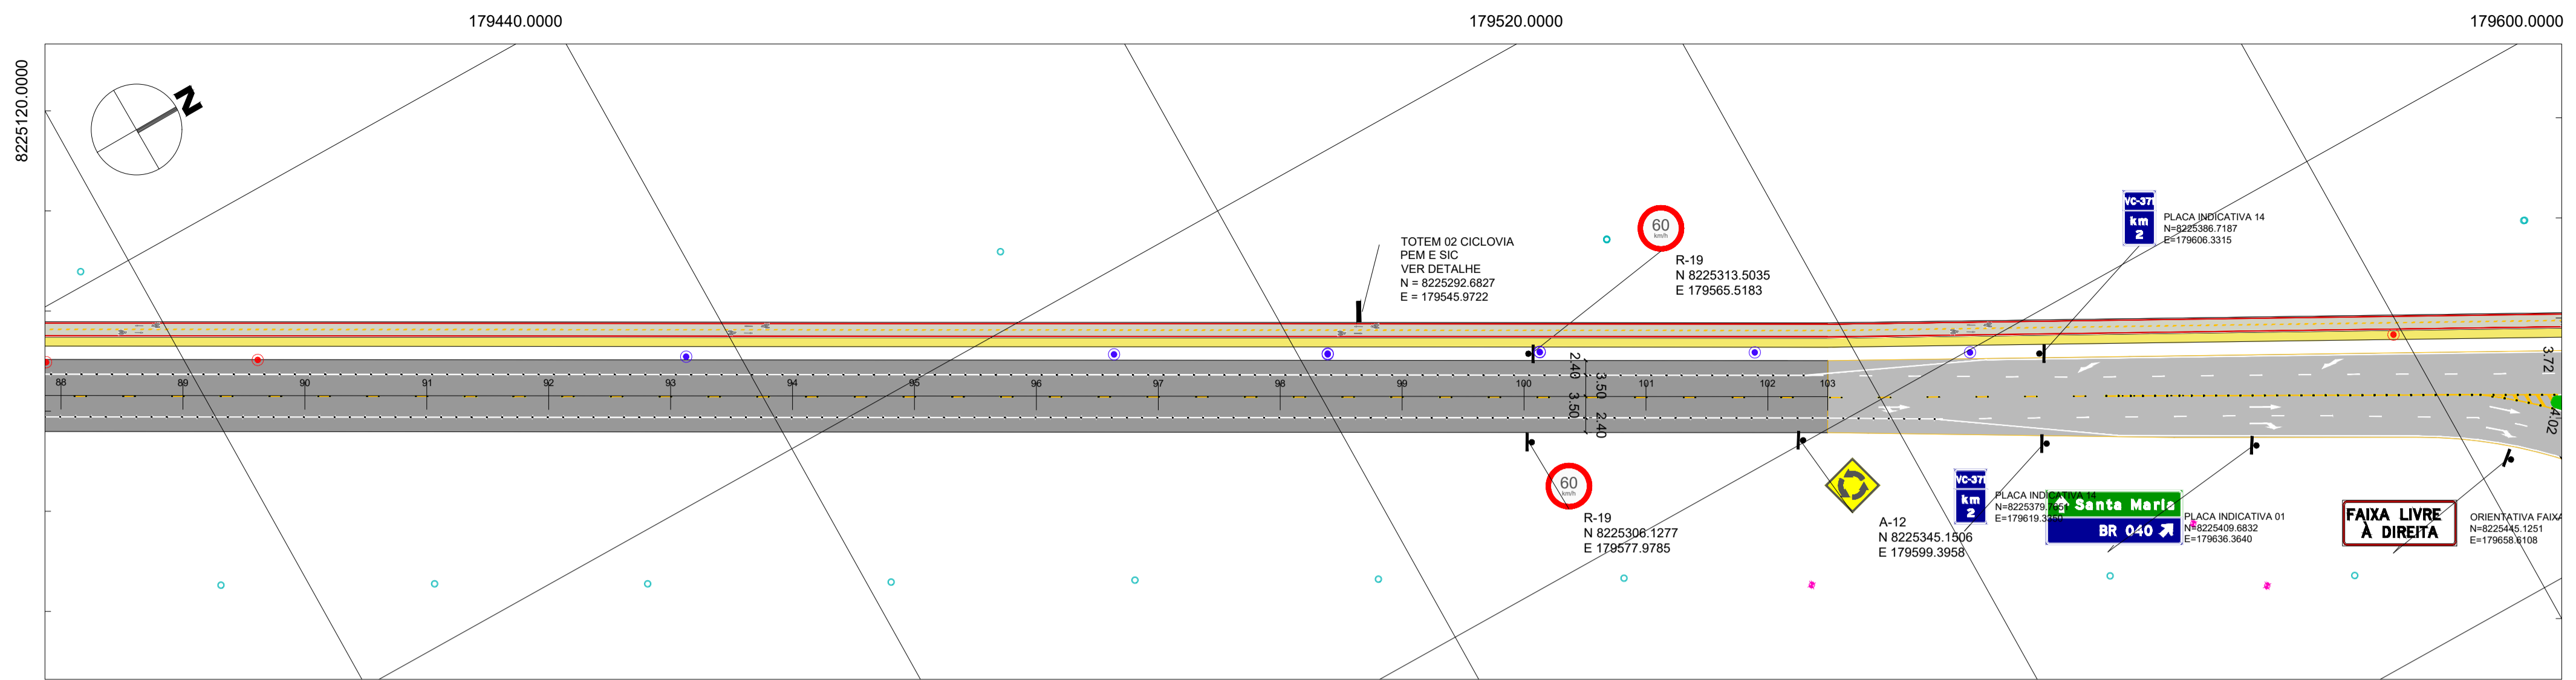 179440.0000
179520.0000
179600.0000
8225120.0000
N
TOTEM 02 CICLOVIA
PEM E SIC
VER DETALHE
N = 8225292.6827
E = 179545.9722
60
km/h
R-19
N 8225313.5035
E 179565.5183
VC-371
km
2
PLACA INDICATIVA 14
N=8225386.7187
E=179606.3315
88
89
90
91
92
93
94
95
96
97
98
99
100
101
102
103
2.40
3.50
3.50
2.40
3.72
60
km/h
R-19
N 8225306.1277
E 179577.9785
A-12
N 8225345.1506
E 179599.3958
VC-371
km
2
PLACA INDICATIVA 14
Santa Maria
BR 040
PLACA INDICATIVA 01
N=8225409.6832
E=179636.3640
FAIXA LIVRE
À DIREITA
ORIENTATIVA FAIXA
N=8225445.1251
E=179658.6108